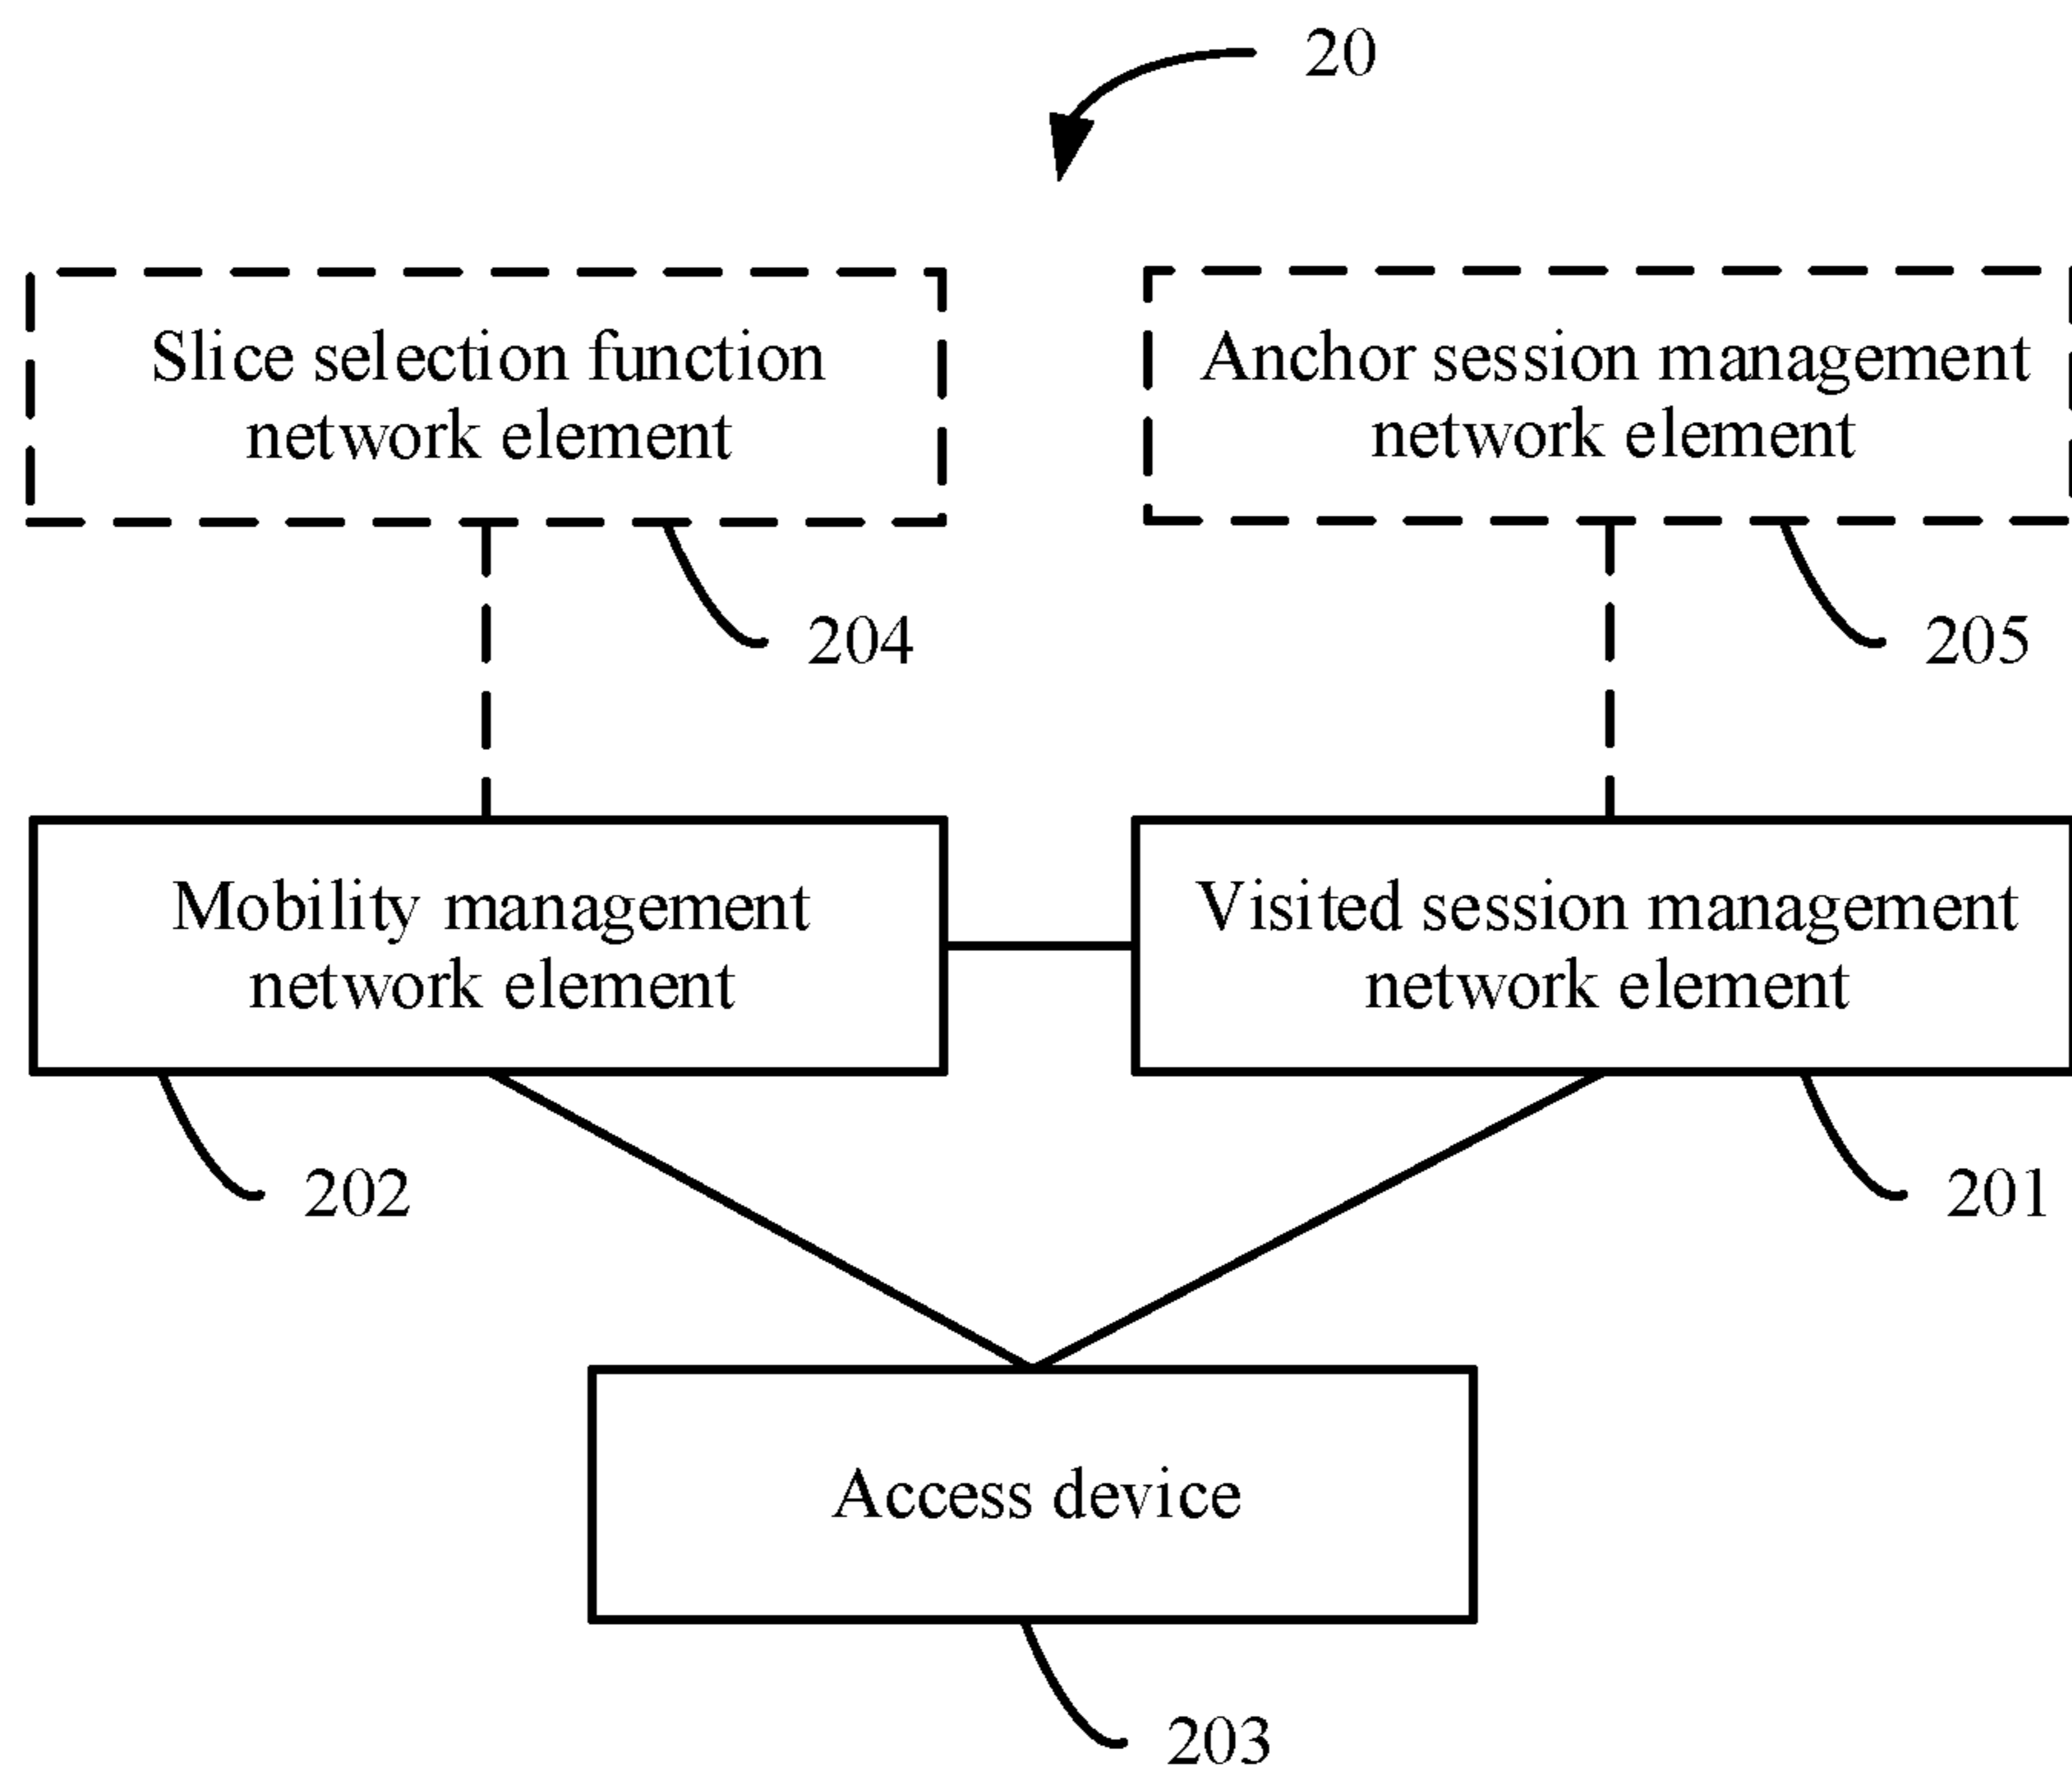 20
Slice selection function
network element
Anchor session management
network element
204
205
Mobility management
network element
Visited session management
network element
202
201
Access device
203